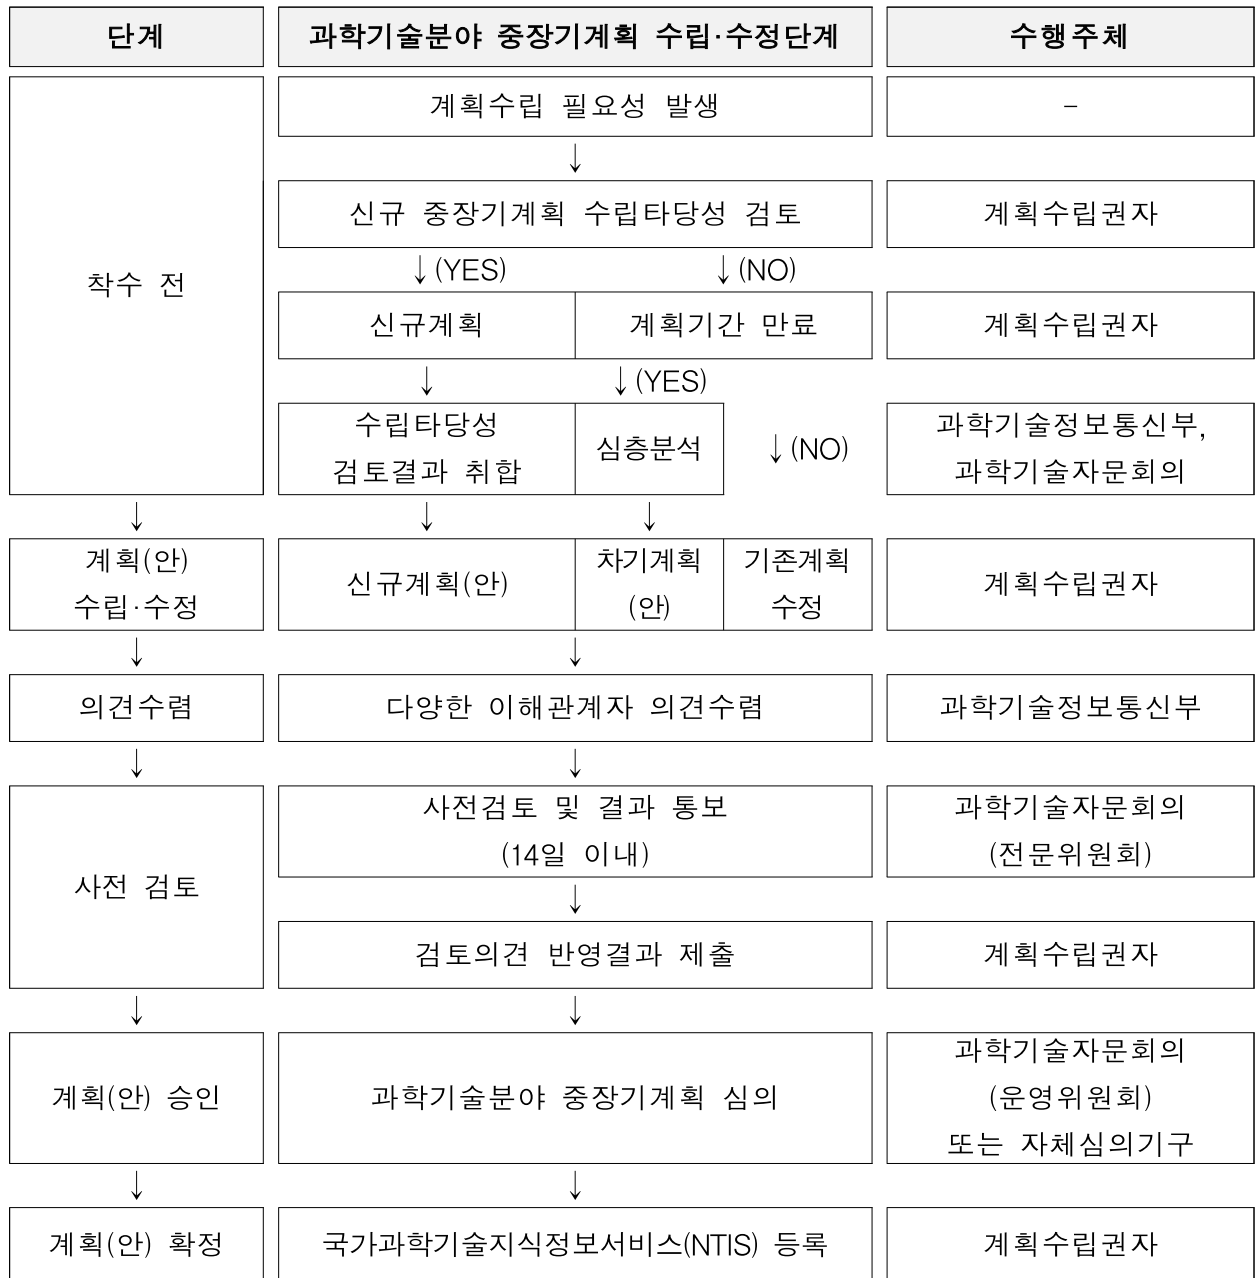 단계
과학기술분야 중장기계획 수립·수정단계
수행주체
착수 전
계획수립 필요성 발생
–
↓
신규 중장기계획 수립타당성 검토
계획수립권자
↓(YES)
↓(NO)
신규계획
계획기간 만료
계획수립권자
↓
↓(YES)
수립타당성
검토결과 취합
심층분석
↓(NO)
과학기술정보통신부,
과학기술자문회의
↓
↓
↓
계획(안)
수립·수정
신규계획(안)
차기계획
(안)
기존계획
수정
계획수립권자
↓
↓
의견수렴
다양한 이해관계자 의견수렴
과학기술정보통신부
↓
↓
사전 검토
사전검토 및 결과 통보
(14일 이내)
과학기술자문회의
(전문위원회)
↓
검토의견 반영결과 제출
계획수립권자
↓
↓
계획(안) 승인
과학기술분야 중장기계획 심의
과학기술자문회의
(운영위원회)
또는 자체심의기구
↓
↓
계획(안) 확정
국가과학기술지식정보서비스(NTIS) 등록
계획수립권자